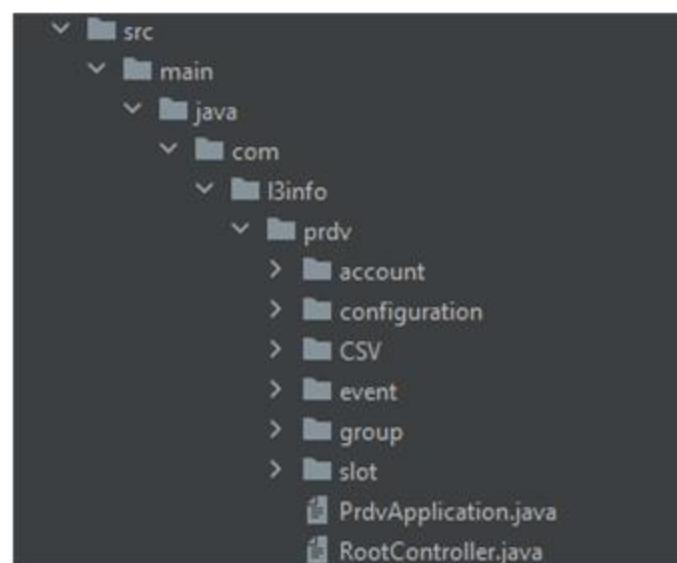 src
main
java
com
l3info
prdv
account
configuration
CSV
event
group
slot
PrdvApplication.java
RootController.java